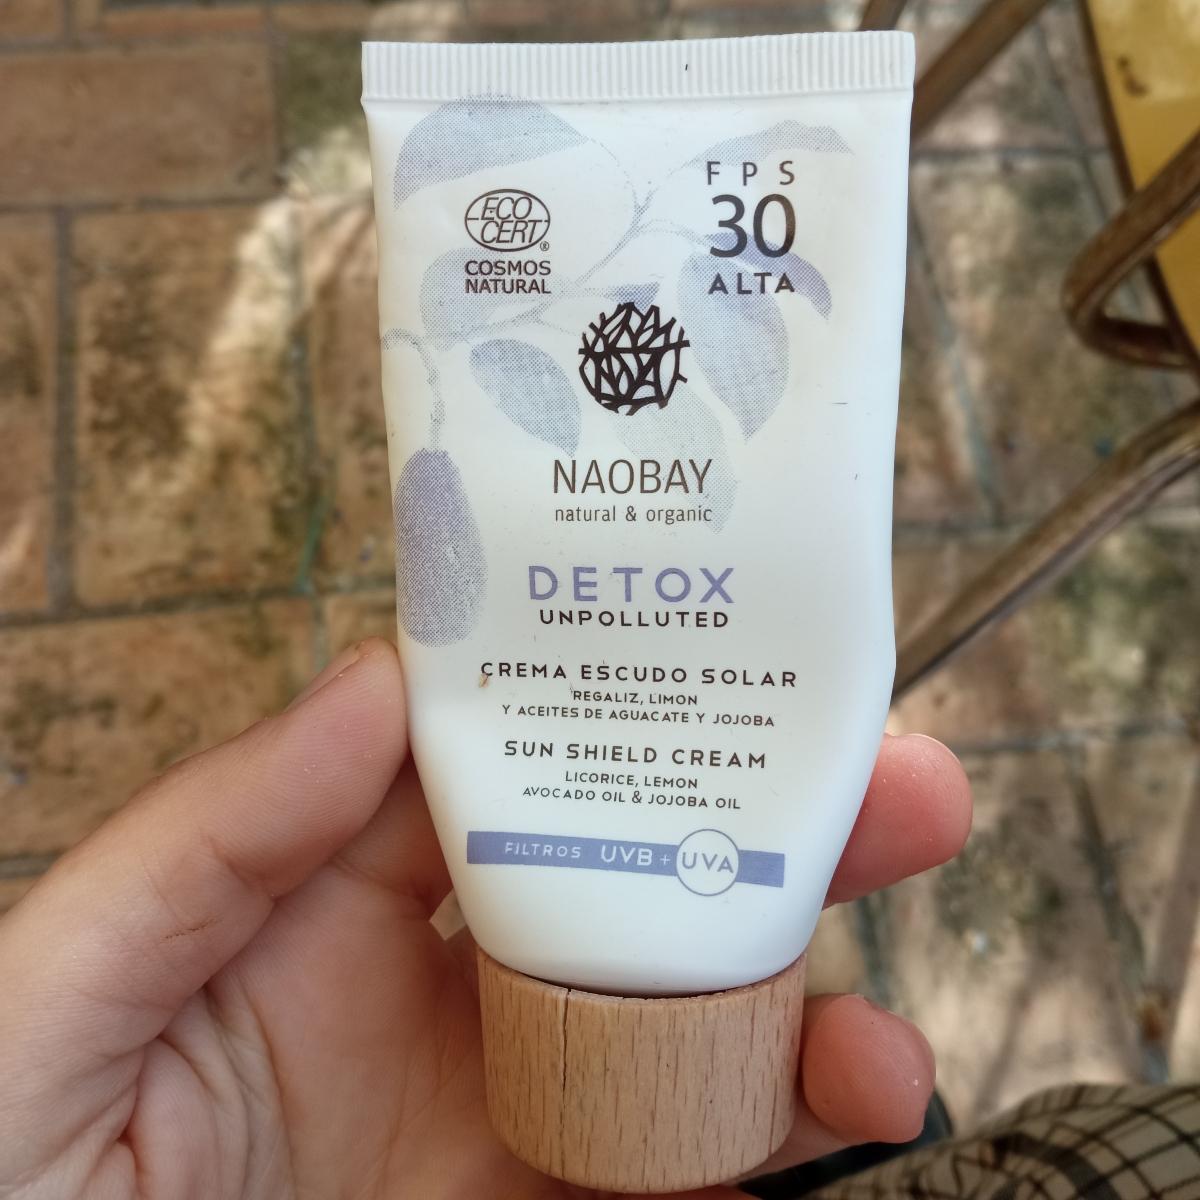 ECO
CERT®
COSMOS
NATURAL
FPS
30
ALTA
NAOBAY
natural & organic
DETOX
UNPOLLUTED
CREMA ESCUDO SOLAR
REGALIZ, LIMON
Y ACEITES DE AGUACATE Y JOJOBA
SUN SHIELD CREAM
LICORICE, LEMON
AVOCADO OIL & JOJOBA OIL
FILTROS UVB + UVA